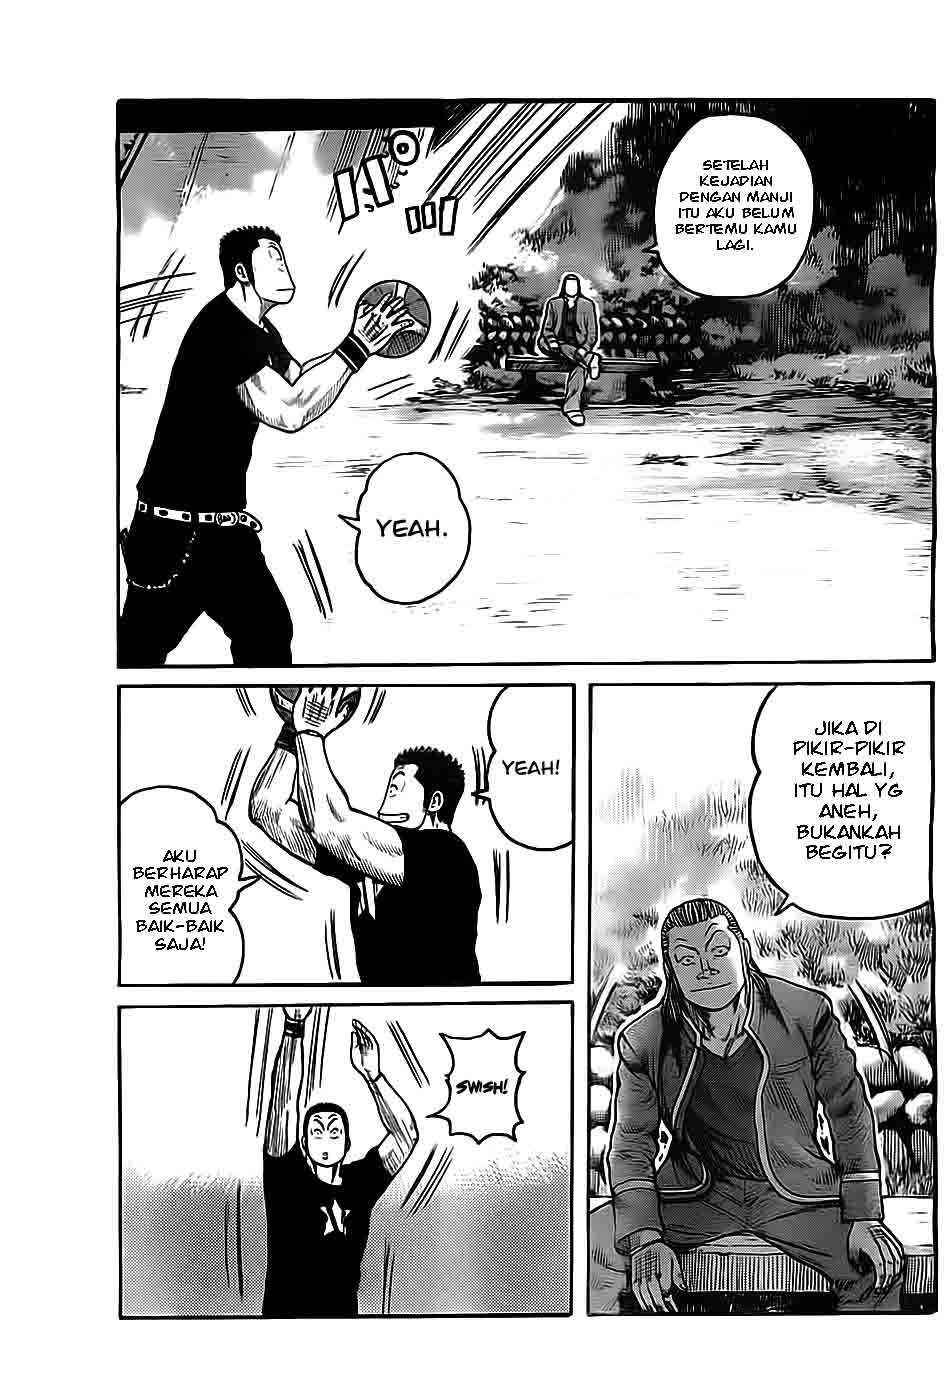 SETELAH
KEJADIAN
DENGAN MANJI
ITU AKU BELUM
BERTEMU KAMU
LAGI.
YEAH.
JIKA DI
PIKIR-PIKIR
KEMBALI,
ITU HAL YG
ANEH,
BUKANKAH
BEGITU?
YEAH!
AKU
BERHARAP
MEREKA
SEMUA
BAIK-BAIK
SAJA!
SWISH!